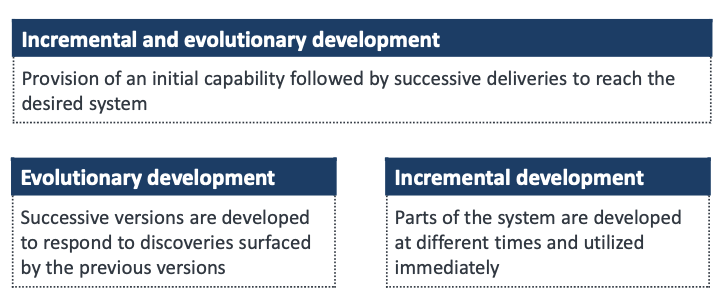 Incremental and evolutionary development
Provision of an initial capability followed by successive deliveries to reach the
desired system
Evolutionary development
Successive versions are developed
to respond to discoveries surfaced
by the previous versions
Incremental development
Parts of the system are developed
at different times and utilized
immediately